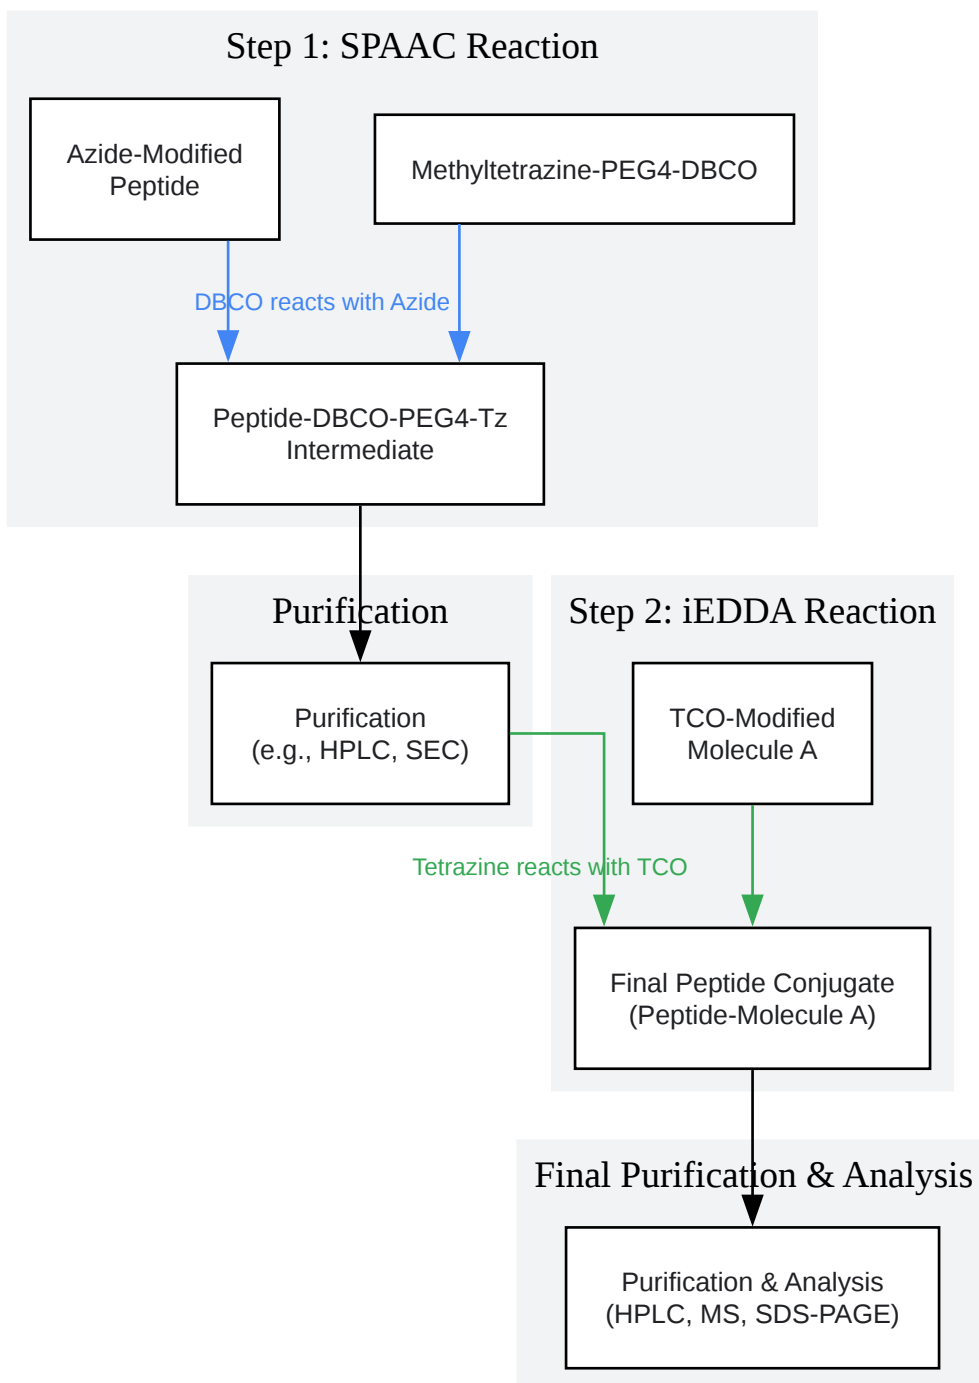 Step 1: SPAAC Reaction
Azide-Modified
Peptide
Methyltetrazine-PEG4-DBCO
DBCO reacts with Azide
Peptide-DBCO-PEG4-Tz
Intermediate
Purification
Purification
(e.g., HPLC, SEC)
Step 2: iEDDA Reaction
TCO-Modified
Molecule A
Tetrazine reacts with TCO
Final Peptide Conjugate
(Peptide-Molecule A)
Final Purification & Analysis
Purification & Analysis
(HPLC, MS, SDS-PAGE)